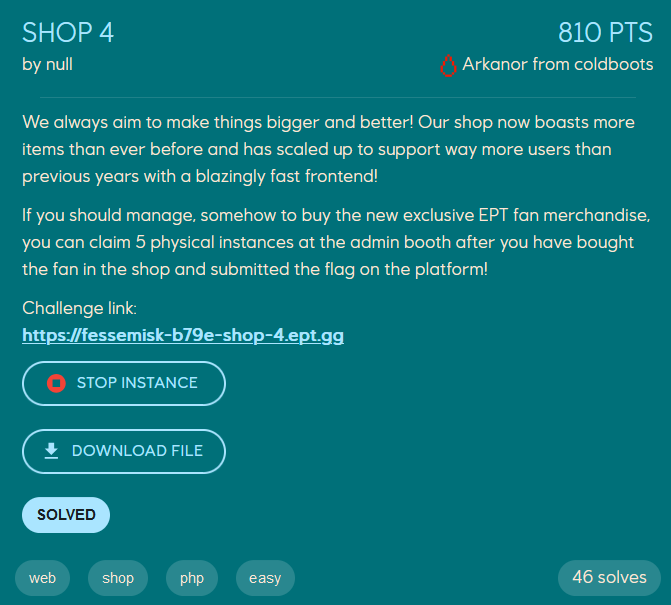 SHOP 4
810 PTS
by null
Arkanor from coldboots
We always aim to make things bigger and better! Our shop now boasts more
items than ever before and has scaled up to support way more users than
previous years with a blazingly fast frontend!
If you should manage, somehow to buy the new exclusive EPT fan merchandise,
you can claim 5 physical instances at the admin booth after you have bought
the fan in the shop and submitted the flag on the platform!
Challenge link:
https://fessemisk-b79e-shop-4.ept.gg
STOP INSTANCE
DOWNLOAD FILE
SOLVED
web
shop
php
easy
46 solves